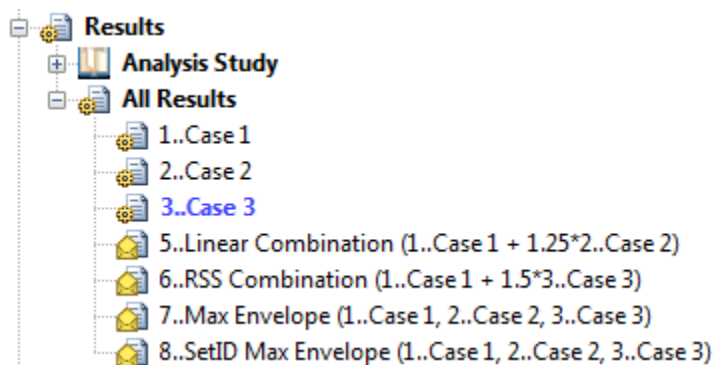 Results
Analysis Study
All Results
1..Case 1
2..Case 2
3..Case 3
5..Linear Combination (1..Case 1 + 1.25*2..Case 2)
6..RSS Combination (1..Case 1 + 1.5*3..Case 3)
7..Max Envelope (1..Case 1, 2..Case 2, 3..Case 3)
8..SetID Max Envelope (1..Case 1, 2..Case 2, 3..Case 3)